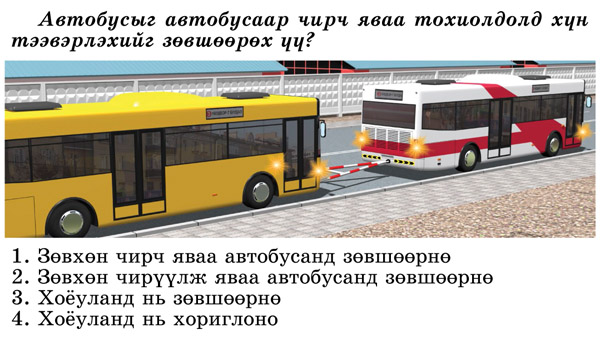 Автобусыг автобусаар чирч яваа тохиолдолд хүн
тээвэрлэхийг зөвшөөрөх үү?
1. Зөвхөн чирч яваа автобусанд зөвшөөрнө
2. Зөвхөн чирүүлж яваа автобусанд зөвшөөрнө
3. Хоёуланд нь зөвшөөрнө
4. Хоёуланд нь хориглоно